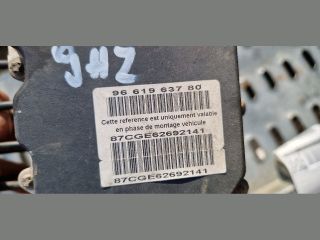 9HZ
96 619 637 80
Cette reference est uniquement valable
en phase de montage vehicule
87CGE62692141
87CGE62692141